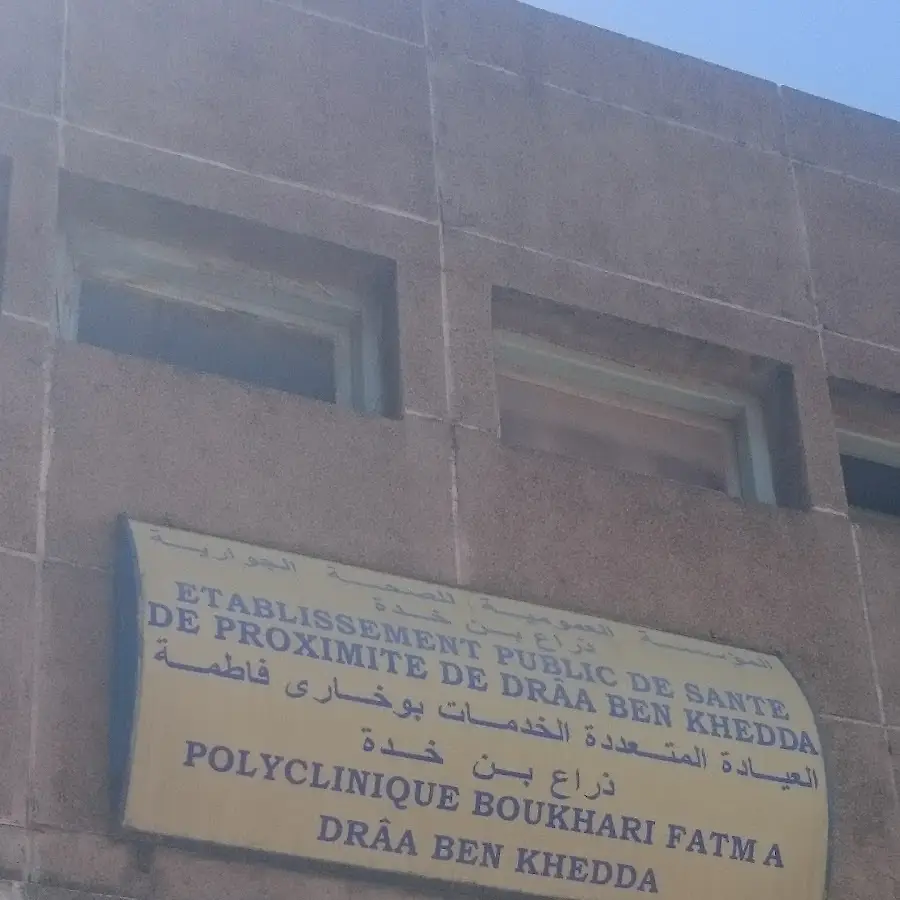 المؤسسة العمومية للصحة الجوارية
ذراع بن خدة
ETABLISSEMENT PUBLIC DE SANTE
DE PROXIMITE DE DRÂA BEN KHEDDA
العيادة المتعددة الخدمات بوخاري فاطمة
ذراع بن خدة
POLYCLINIQUE BOUKHARI FATMA
DRÂA BEN KHEDDA